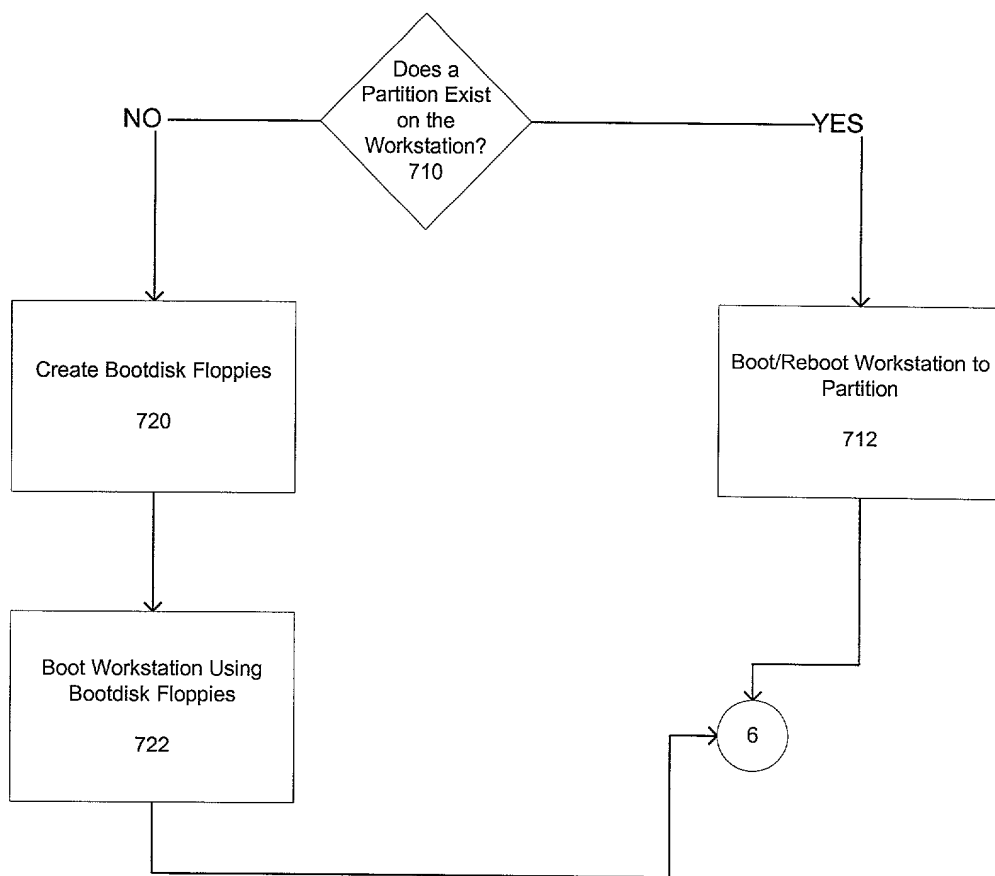 Does a
Partition Exist
on the
Workstation?
710
NO
YES
Create Bootdisk Floppies
720
Boot/Reboot Workstation to
Partition
712
Boot Workstation Using
Bootdisk Floppies
722
6